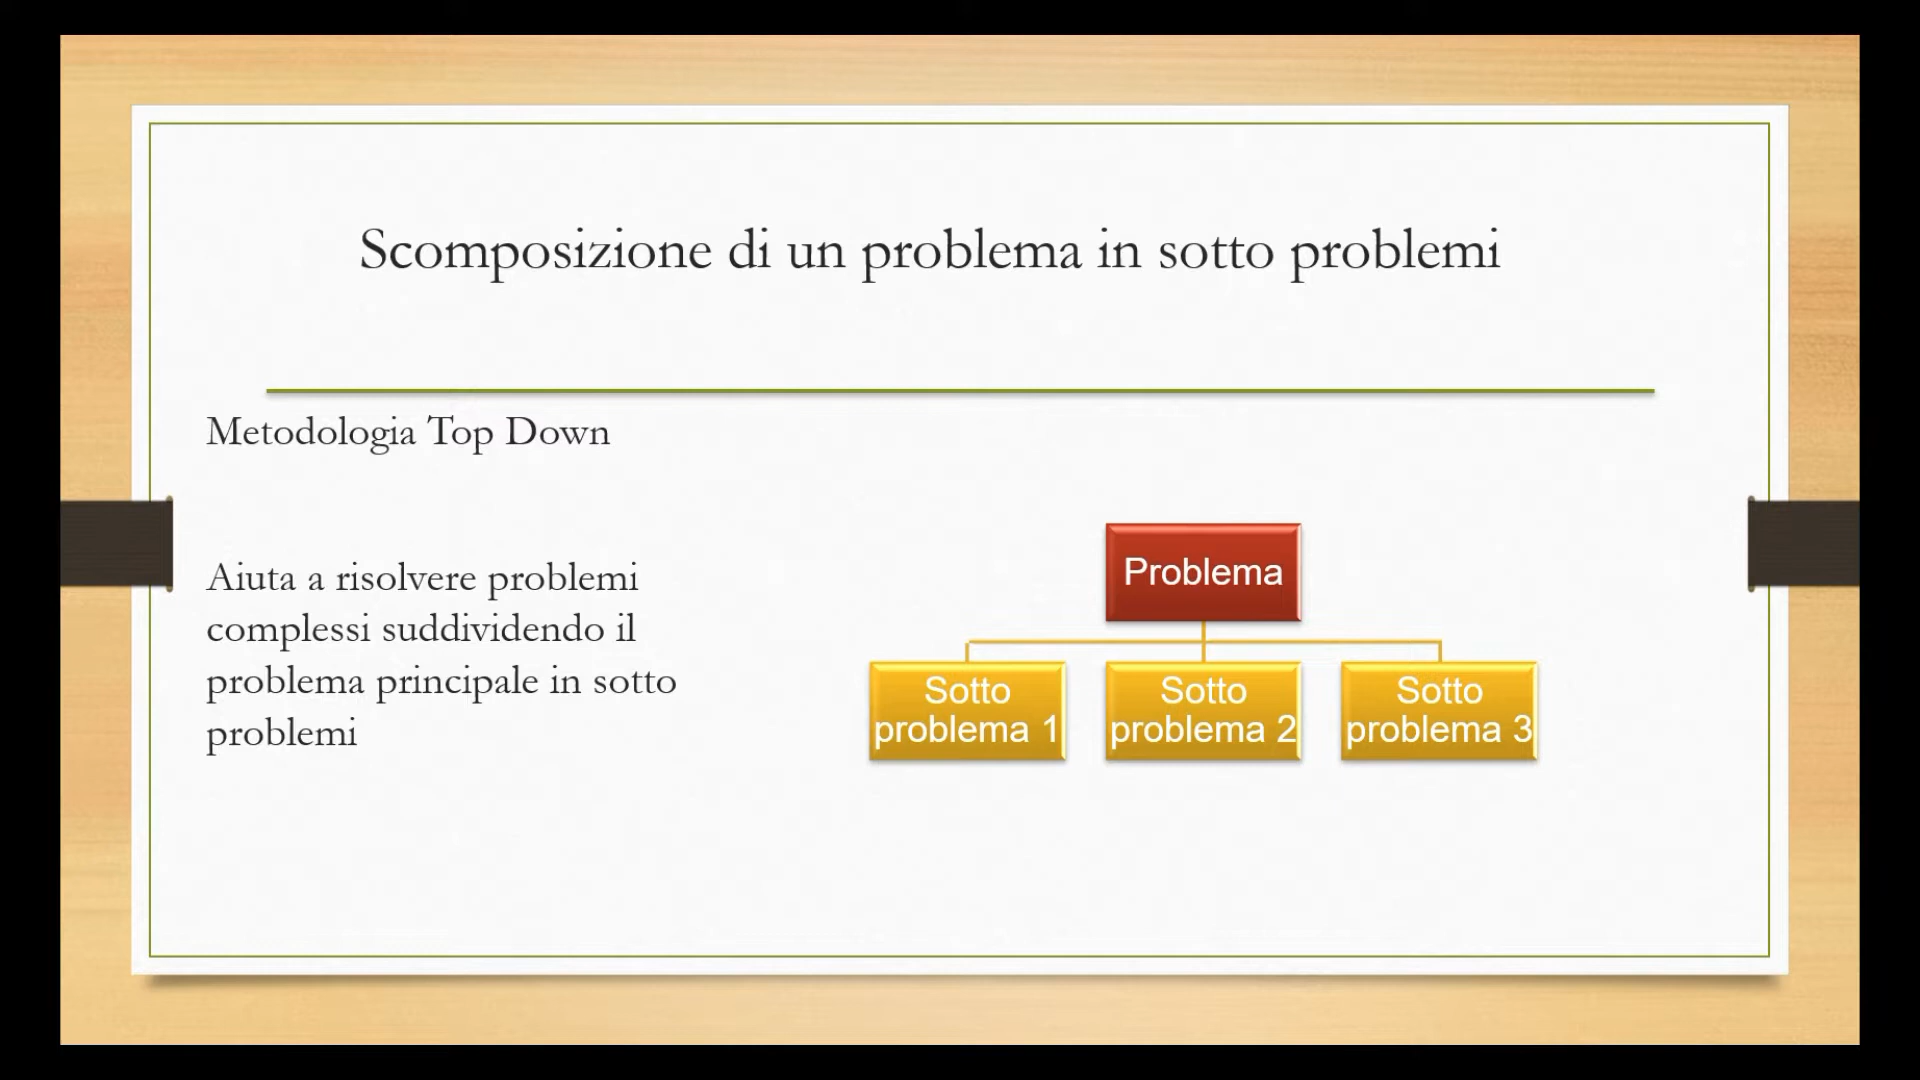 Scomposizione di un problema in sotto problemi
Metodologia Top Down
Aiuta a risolvere problemi
complessi suddividendo il
problema principale in sotto
problemi
Problema
Sotto
problema 1
Sotto
problema 2
Sotto
problema 3